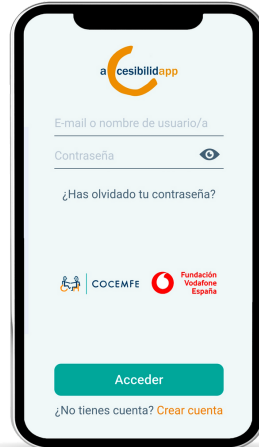 accesibilidapp
E-mail o nombre de usuario/a
Contraseña
¿Has olvidado tu contraseña?
COCEMFE
Fundación
Vodafone
España
Acceder
¿No tienes cuenta? Crear cuenta